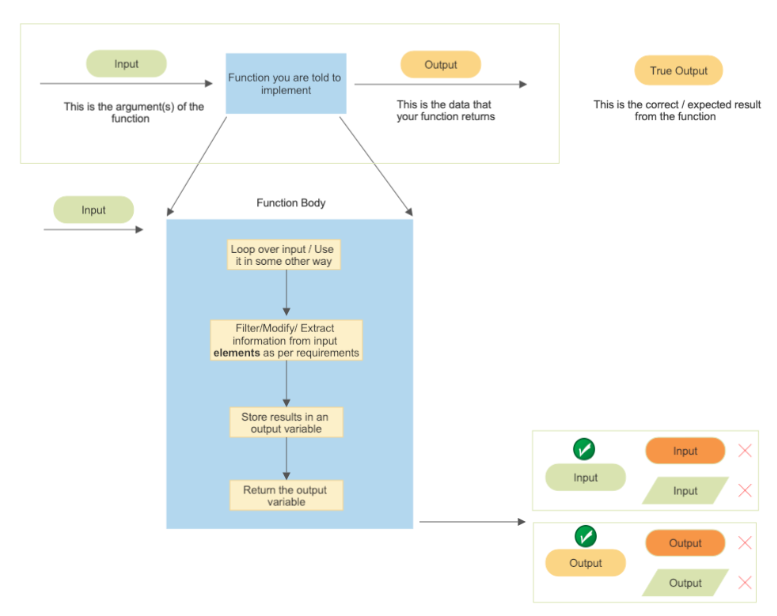 Input
Function you are told to
implement
Output
True Output
This is the argument(s) of the
function
This is the data that
your function returns
This is the correct / expected result
from the function
Input
Function Body
Loop over input / Use
it in some other way
Filter/Modify/ Extract
information from input
elements as per requirements
Store results in an
output variable
Return the output
variable
Input
Input
Input
Output
Output
Output